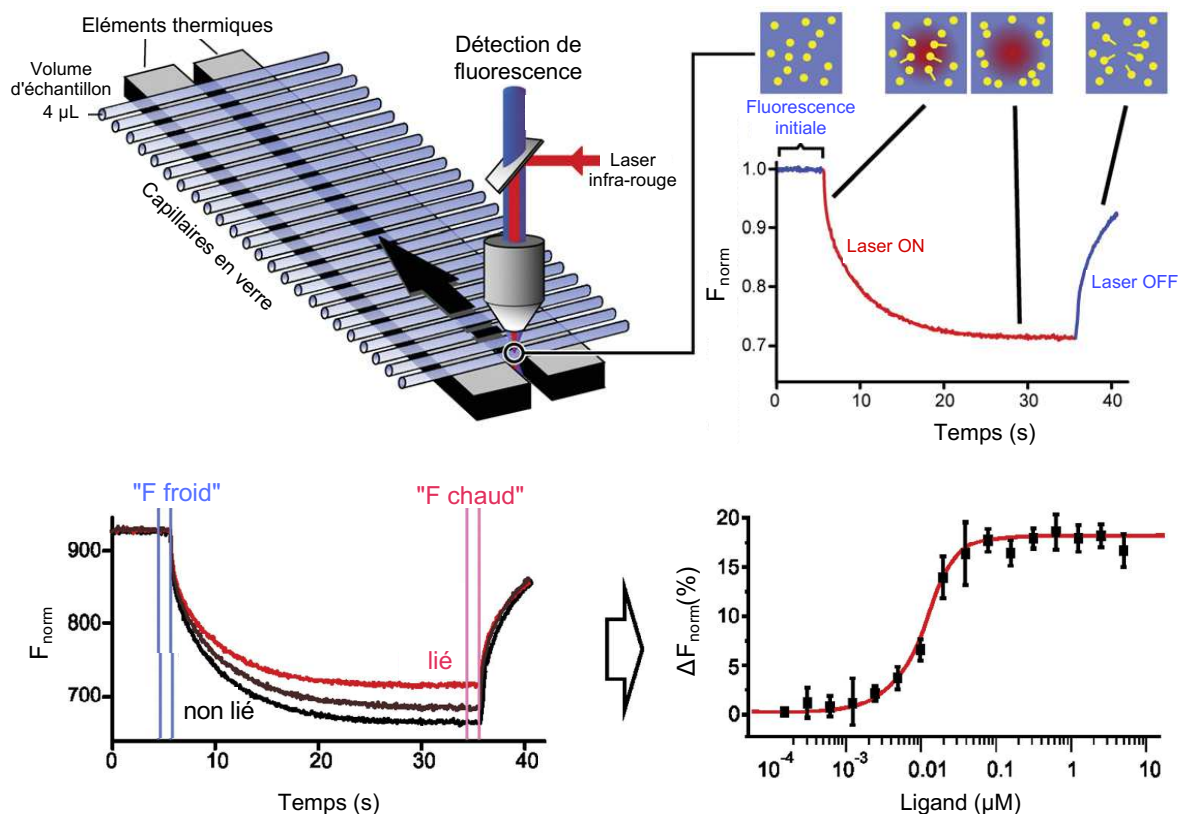 Eléments thermiques
Volume
d'échantillon
4 µL
Capillaires en verre
Détection de
fluorescence
Laser
infra-rouge
Fluorescence
initiale
1.0
0.9
0.8
0.7
F norm
Laser ON
Laser OFF
0
10
20
30
40
Temps (s)
"F froid"
"F chaud"
900
800
700
F norm
lié
non lié
0
10
20
30
40
Temps (s)
20
15
10
5
0
ΔF norm (%)
10⁻⁴
10⁻³
0.01
0.1
1
10
Ligand (µM)